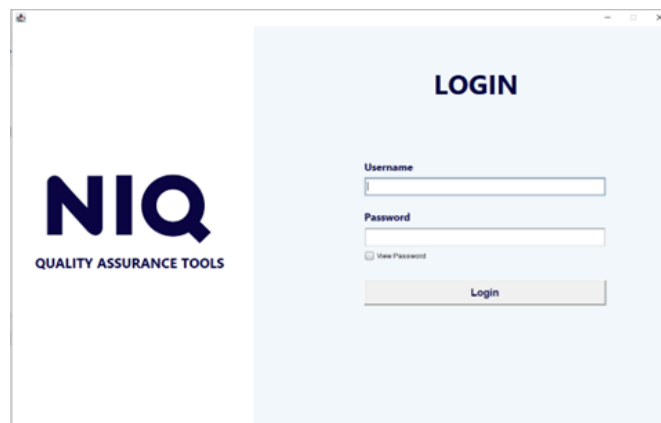 NIQ
QUALITY ASSURANCE TOOLS
LOGIN
Username
Password
View Password
Login